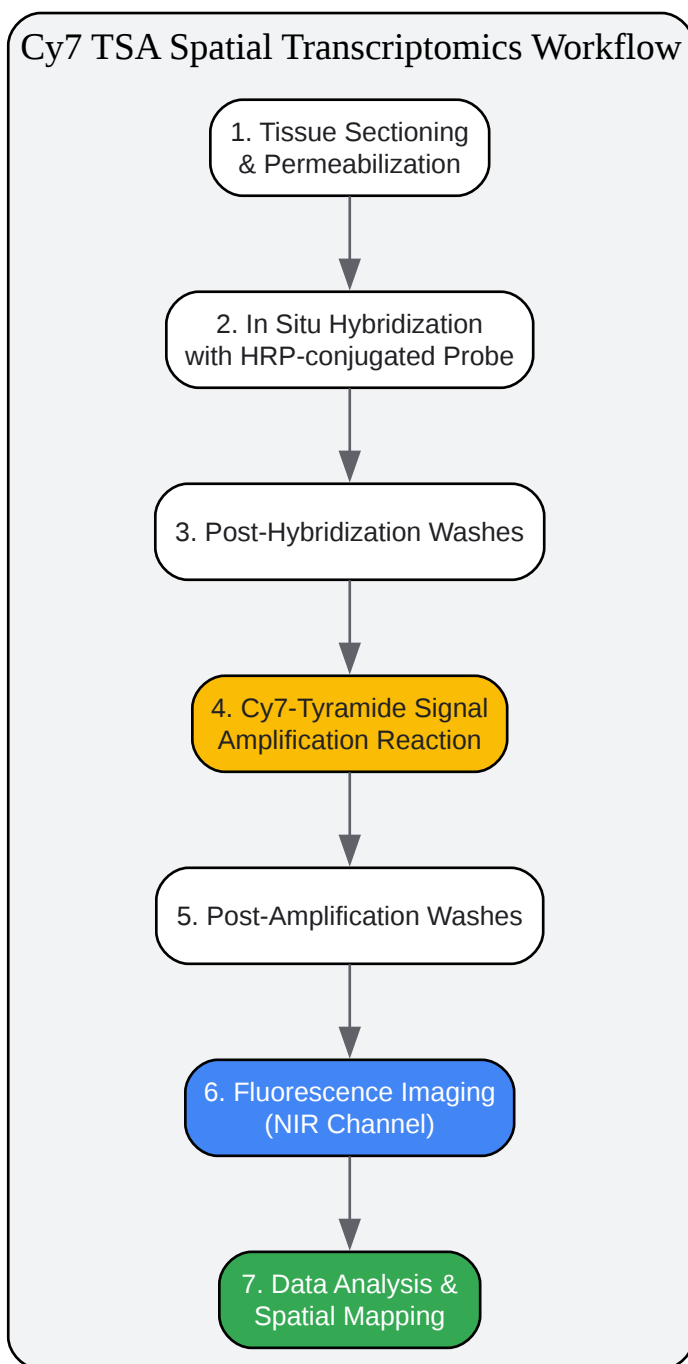 Cy7 TSA Spatial Transcriptomics Workflow
1. Tissue Sectioning
& Permeabilization
2. In Situ Hybridization
with HRP-conjugated Probe
3. Post-Hybridization Washes
4. Cy7-Tyramide Signal
Amplification Reaction
5. Post-Amplification Washes
6. Fluorescence Imaging
(NIR Channel)
7. Data Analysis &
Spatial Mapping